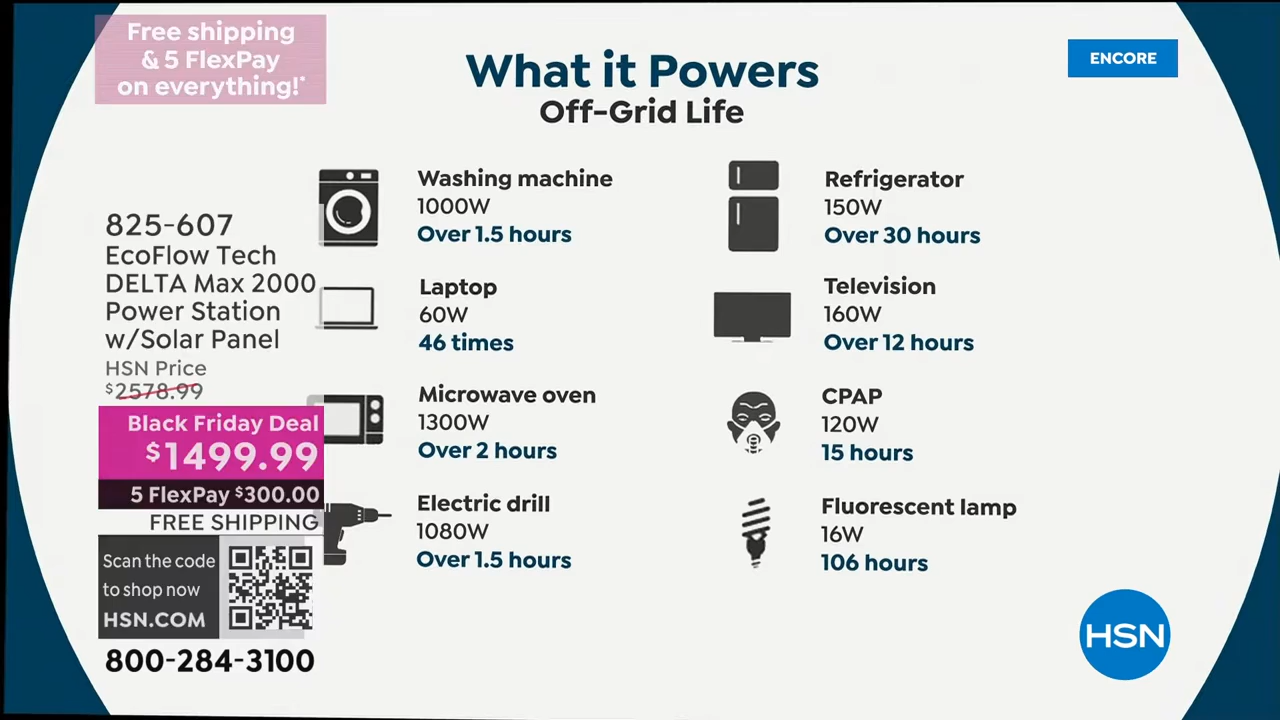 Free shipping
& 5 FlexPay
on everything!*
What it Powers
Off-Grid Life
ENCORE
825-607
EcoFlow Tech
DELTA Max 2000
Power Station
w/Solar Panel
HSN Price
$2578.99
Black Friday Deal
$1499.99
5 FlexPay $300.00
FREE SHIPPING
Scan the code
to shop now
HSN.COM
800-284-3100
Washing machine
1000W
Over 1.5 hours
Laptop
60W
46 times
Microwave oven
1300W
Over 2 hours
Electric drill
1080W
Over 1.5 hours
Refrigerator
150W
Over 30 hours
Television
160W
Over 12 hours
CPAP
120W
15 hours
Fluorescent lamp
16W
106 hours
HSN